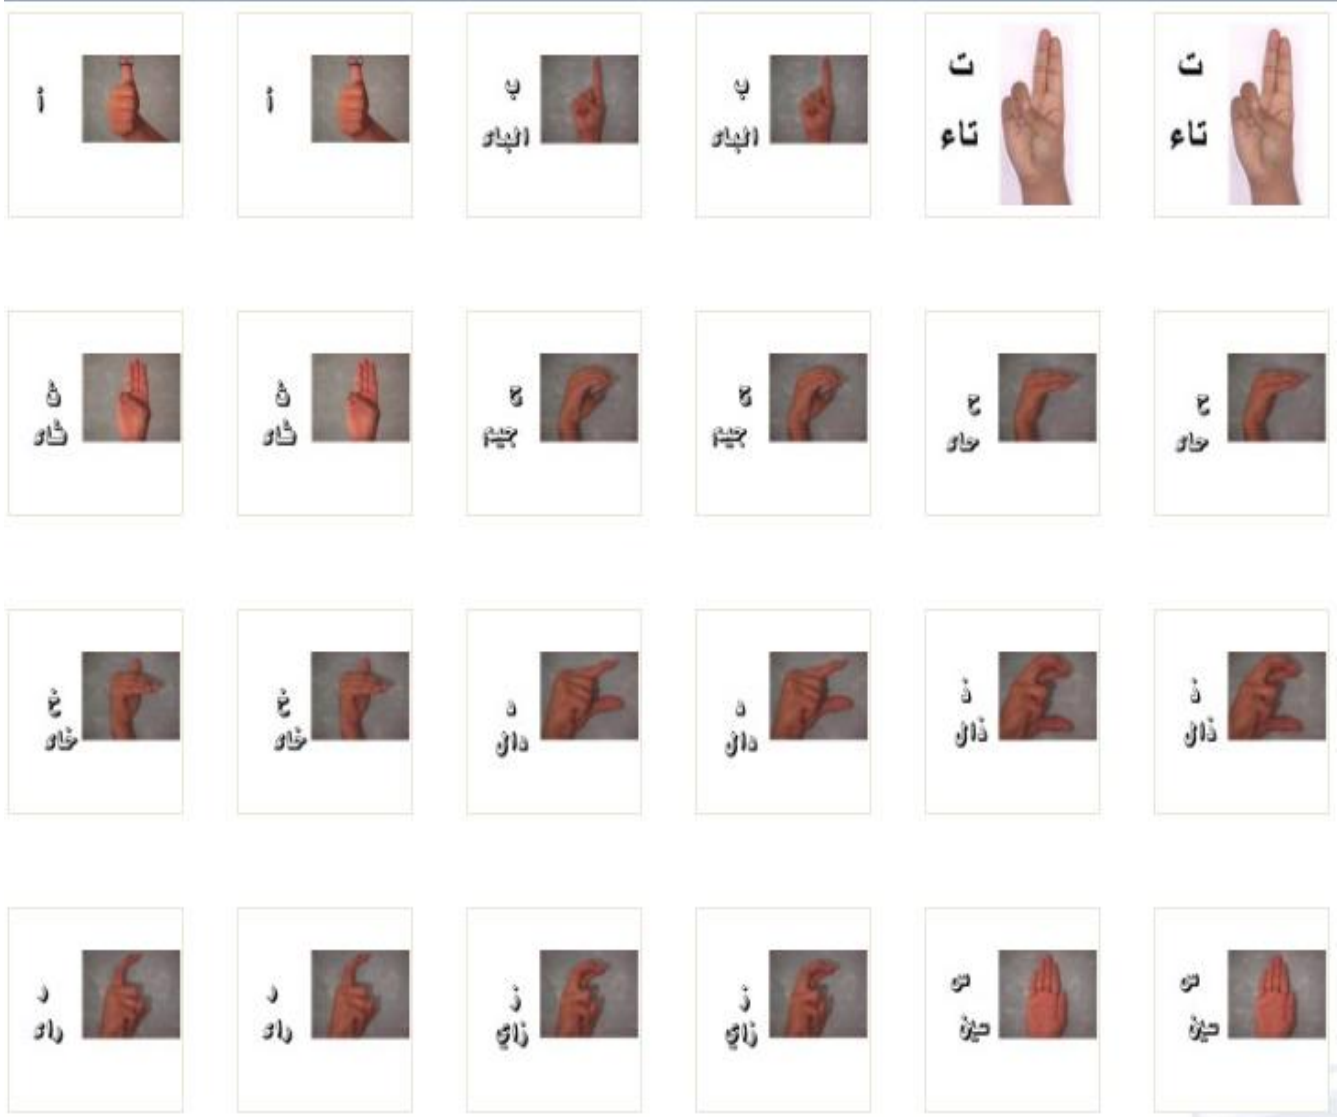 أ
أ
ب
الباء
ب
الباء
ت
تاء
ت
تاء
ث
ثاء
ث
ثاء
ج
جيم
ج
جيم
ح
حاء
ح
حاء
خ
خاء
خ
خاء
د
دال
د
دال
ذ
ذال
ذ
ذال
ر
راء
ر
راء
ز
زاي
ز
زاي
س
سين
س
سين